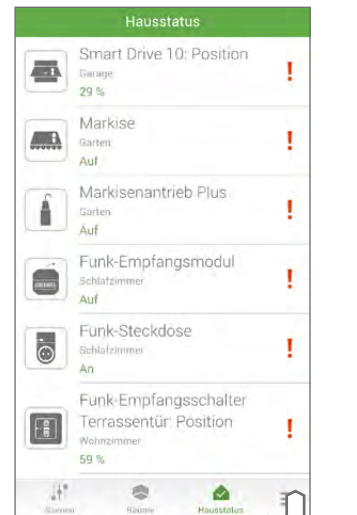 Hausstatus
Smart Drive 10: Position
Garage
29 %
!
Markise
Garten
Auf
!
Markisenantrieb Plus
Garten
Auf
!
Funk-Empfangsmodul
Schlafzimmer
Auf
!
Funk-Steckdose
Schlafzimmer
An
!
Funk-Empfangsschalter
Terrassentür: Position
Wohnzimmer
59 %
!
Räume
Hausstatus